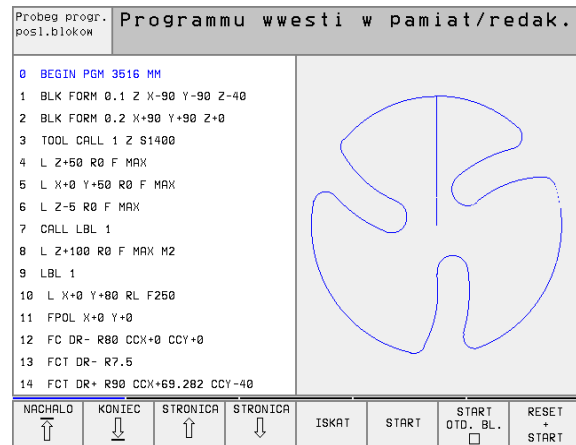 Probeg progr.
posl.blokow
Programmu wwesti w pamiat/redak.
0 BEGIN PGM 3516 MM
1 BLK FORM 0.1 Z X-90 Y-90 Z-40
2 BLK FORM 0.2 X+90 Y+90 Z+0
3 TOOL CALL 1 Z S1400
4 L Z+50 R0 F MAX
5 L X+0 Y+50 R0 F MAX
6 L Z-5 R0 F MAX
7 CALL LBL 1
8 L Z+100 R0 F MAX M2
9 LBL 1
10 L X+0 Y+80 RL F250
11 FPOL X+0 Y+0
12 FC DR- R80 CCX+0 CCY+0
13 FCT DR- R7.5
14 FCT DR+ R90 CCX+69.282 CCY-40
NACHALO
KONIEC
STRONICA
STRONICA
ISKAT
START
START
OTD. BL.
RESET
+
START